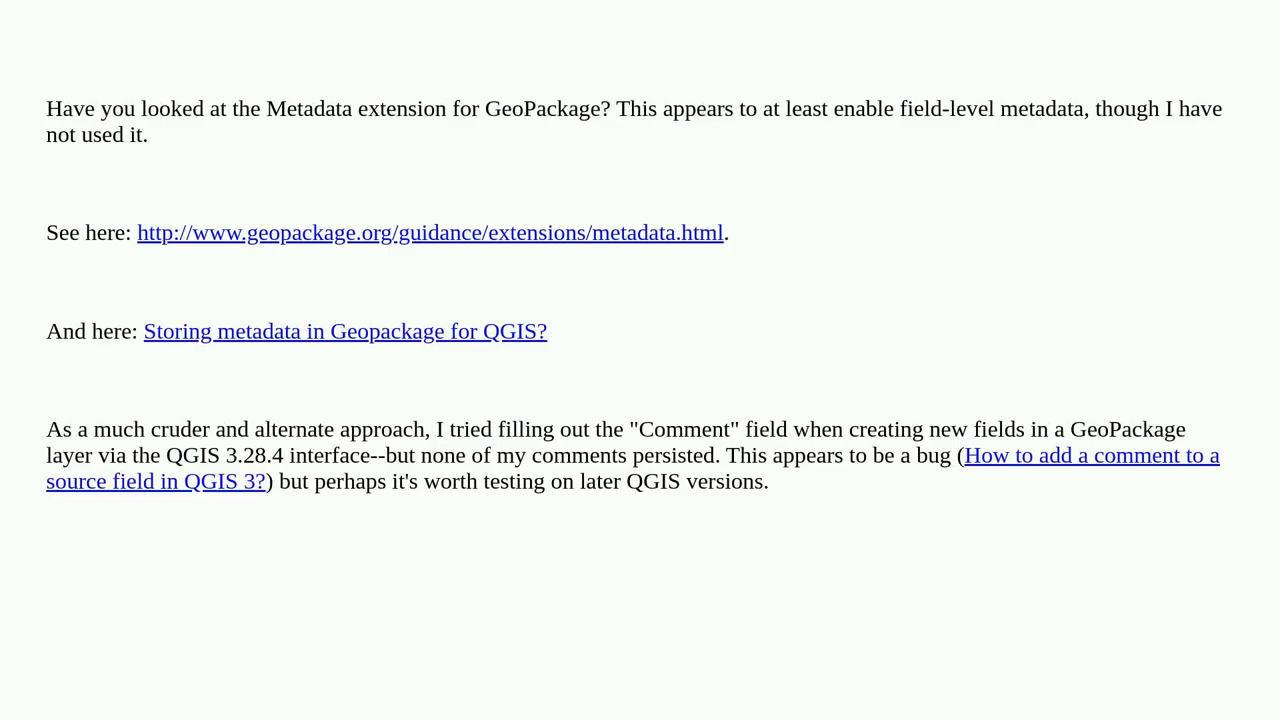 Have you looked at the Metadata extension for GeoPackage? This appears to at least enable field-level metadata, though I have
not used it.
See here: http://www.geopackage.org/guidance/extensions/metadata.html.
And here: Storing metadata in Geopackage for QGIS?
As a much cruder and alternate approach, I tried filling out the "Comment" field when creating new fields in a GeoPackage
layer via the QGIS 3.28.4 interface--but none of my comments persisted. This appears to be a bug (How to add a comment to a
source field in QGIS 3?) but perhaps it's worth testing on later QGIS versions.